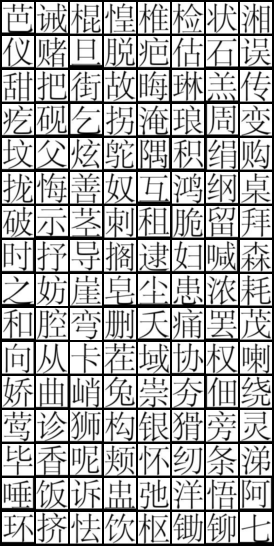 芭诫棍惶椎检状湘
仪赌旦脱疤估石误
甜把街故晦琳羔传
疙砚乞拐淹琅周变
坟父炫鸵隅积绢购
拢悔善奴互鸿纲桌
破示茎刺租脆留拜
时抒导搁逮妇喊森
之妨崖皂尘患浓耗
和腔弯删夭痛罢茂
向从卡茬域协权喇
娇曲峭兔崇夯佃绕
莺诊狮构银猾旁灵
毕香呢颊怀纫条涕
唾饭诉盅弛洋悟阿
环挤怯饮枢锄铆七